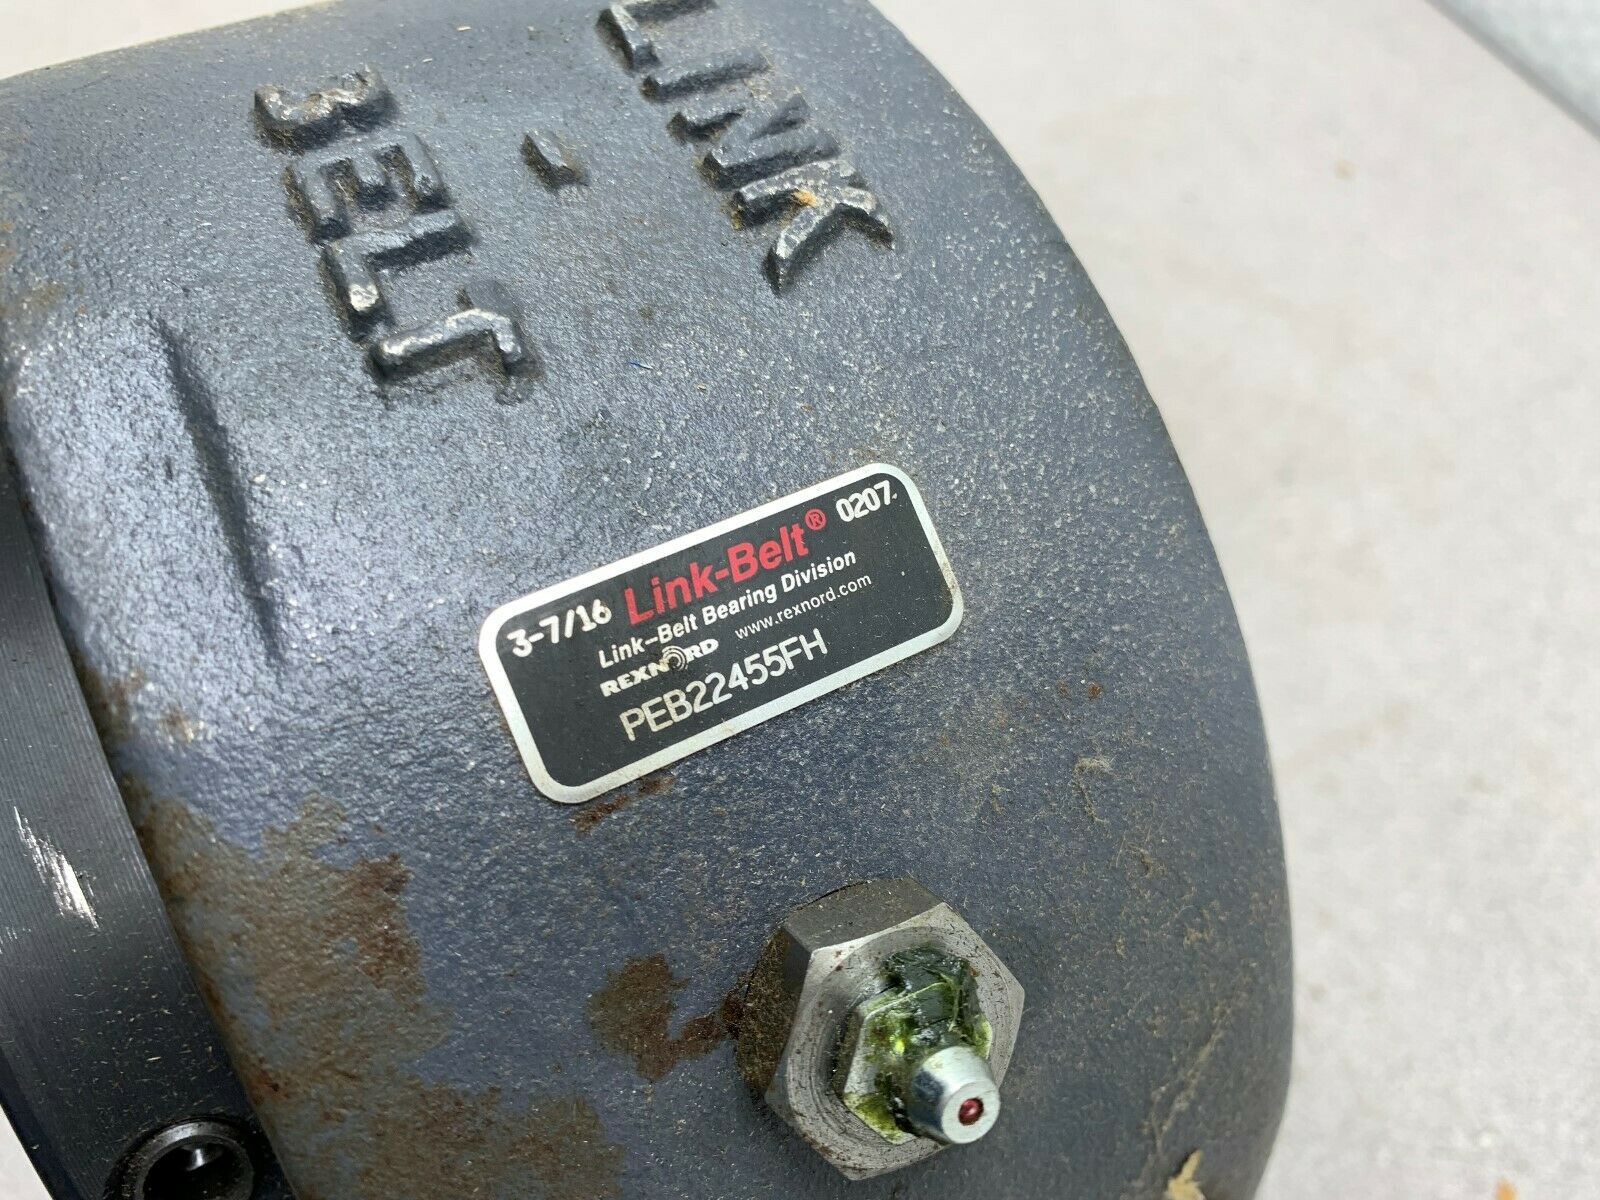 LINK
BELT
3-7/16 Link-Belt® 0207
Link-Belt Bearing Division
REXNORD www.rexnord.com
PEB22455FH